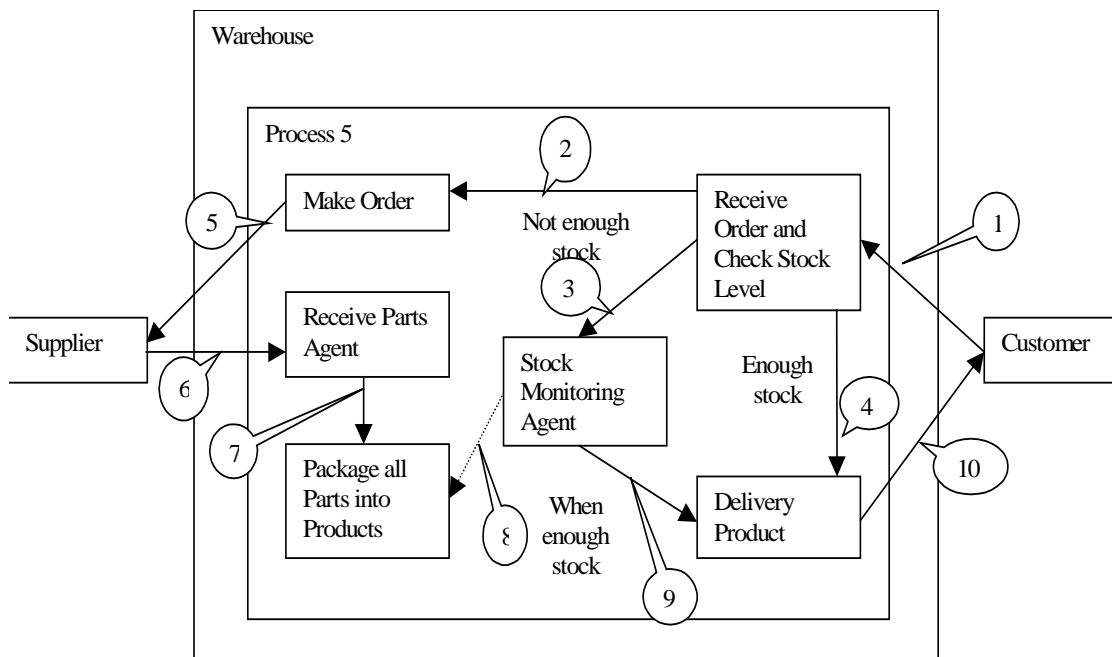 Warehouse
Process 5
2
Make Order
Receive
Order and
Check Stock
Level
5
1
Not enough
stock
3
Supplier
Receive Parts
Agent
Customer
6
Stock
Monitoring
Agent
Enough
stock
4
7
10
Package all
Parts into
Products
8
When
enough
stock
Delivery
Product
9